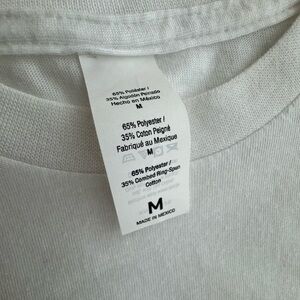 65% Poliéster /
35% Algodón Peinado
Hecho en México
M
65% Polyester /
35% Coton Peigné
Fabriqué au Mexique
M
65% Polyester /
35% Combed Ring-Spun
Cotton
M
MADE IN MEXICO